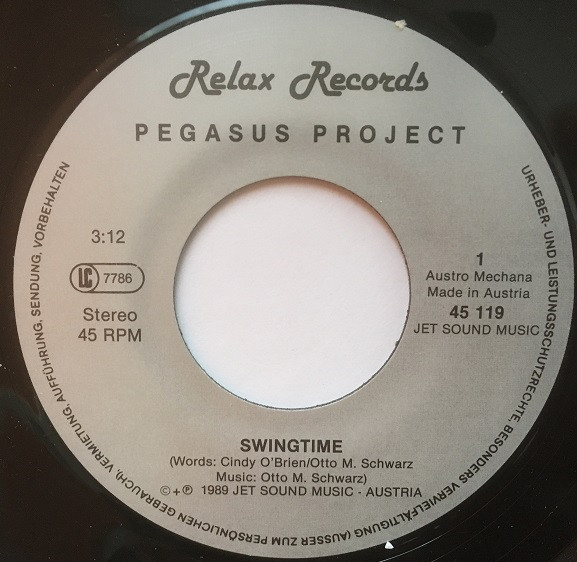 Relax Records
PEGASUS PROJECT
3:12
LC 7786
Stereo
45 RPM
1
Austro Mechana
Made in Austria
45 119
JET SOUND MUSIC
SWINGTIME
(Words: Cindy O'Brien/Otto M. Schwarz
Music: Otto M. Schwarz)
©+℗ 1989 JET SOUND MUSIC - AUSTRIA
URHEBER- UND LEISTUNGSSCHUTZRECHTE, BESONDERS VERVIELFÄLTIGUNG (AUSSER ZUM PERSÖNLICHEN GEBRAUCH), VERMIETUNG, AUFFÜHRUNG, SENDUNG, VORBEHALTEN